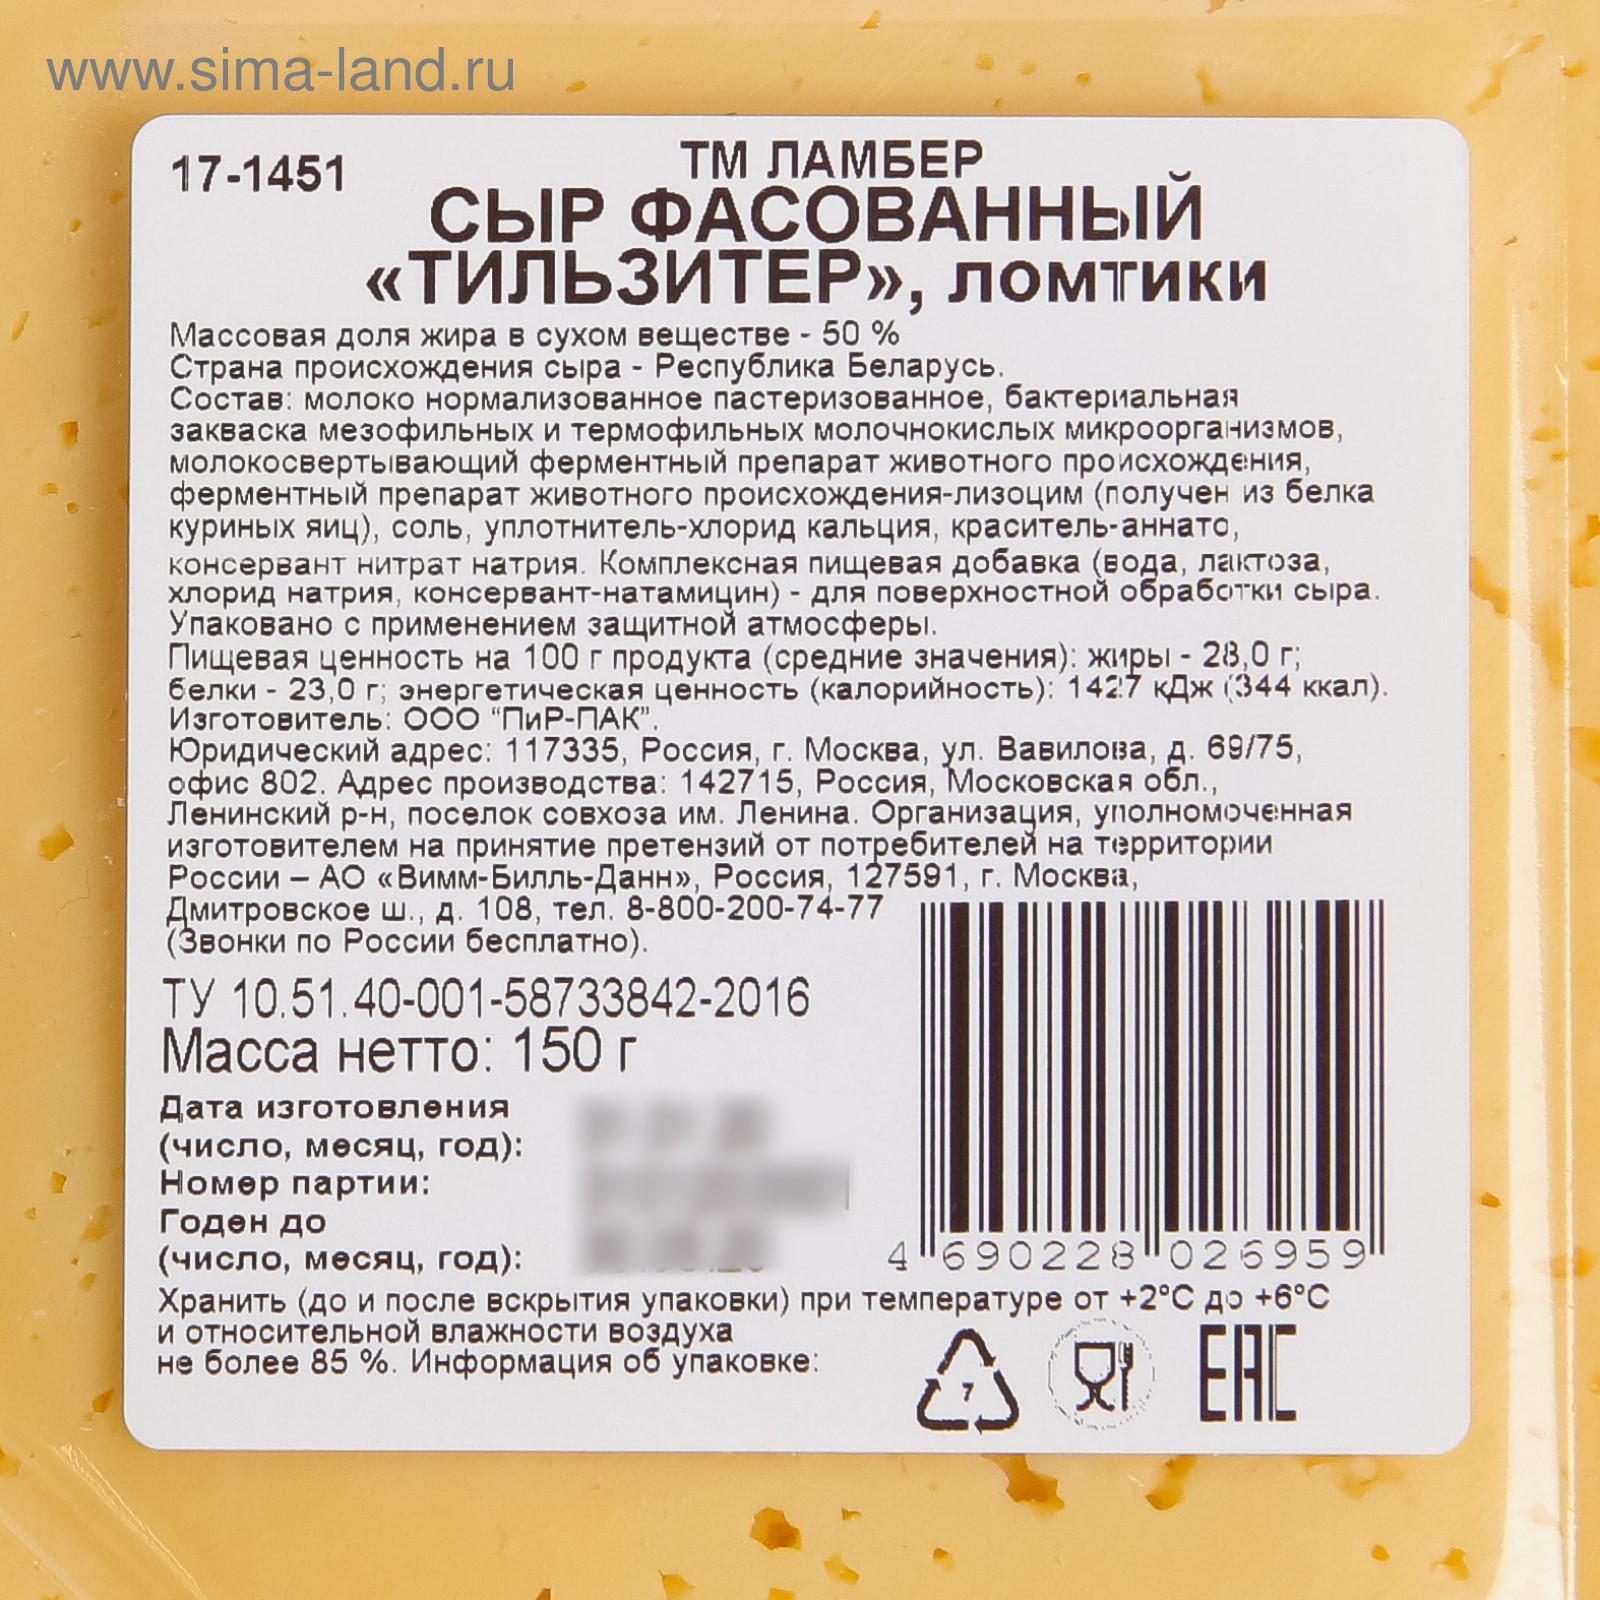 www.sima-land.ru
17-1451
ТМ ЛАМБЕР
СЫР ФАСОВАННЫЙ
«ТИЛЬЗИТЕР», ломтики
Массовая доля жира в сухом веществе - 50 %
Страна происхождения сыра - Республика Беларусь.
Состав: молоко нормализованное пастеризованное, бактериальная
закваска мезофильных и термофильных молочнокислых микроорганизмов,
молокосвертывающий ферментный препарат животного происхождения,
ферментный препарат животного происхождения-лизоцим (получен из белка
куриных яиц), соль, уплотнитель-хлорид кальция, краситель-аннато,
консервант нитрат натрия. Комплексная пищевая добавка (вода, лактоза,
хлорид натрия, консервант-натамицин) - для поверхностной обработки сыра.
Упаковано с применением защитной атмосферы.
Пищевая ценность на 100 г продукта (средние значения): жиры - 28,0 г;
белки - 23,0 г; энергетическая ценность (калорийность): 1427 кДж (344 ккал).
Изготовитель: ООО "ПиР-ПАК".
Юридический адрес: 117335, Россия, г. Москва, ул. Вавилова, д. 69/75,
офис 802. Адрес производства: 142715, Россия, Московская обл.,
Ленинский р-н, поселок совхоза им. Ленина. Организация, уполномоченная
изготовителем на принятие претензий от потребителей на территории
России – АО «Вимм-Билль-Данн», Россия, 127591, г. Москва,
Дмитровское ш., д. 108, тел. 8-800-200-74-77
(Звонки по России бесплатно).
ТУ 10.51.40-001-58733842-2016
Масса нетто: 150 г
Дата изготовления
(число, месяц, год):
Номер партии:
Годен до
(число, месяц, год):
4 690228 026959
Хранить (до и после вскрытия упаковки) при температуре от +2°С до +6°С
и относительной влажности воздуха
не более 85 %. Информация об упаковке:
7
EAC